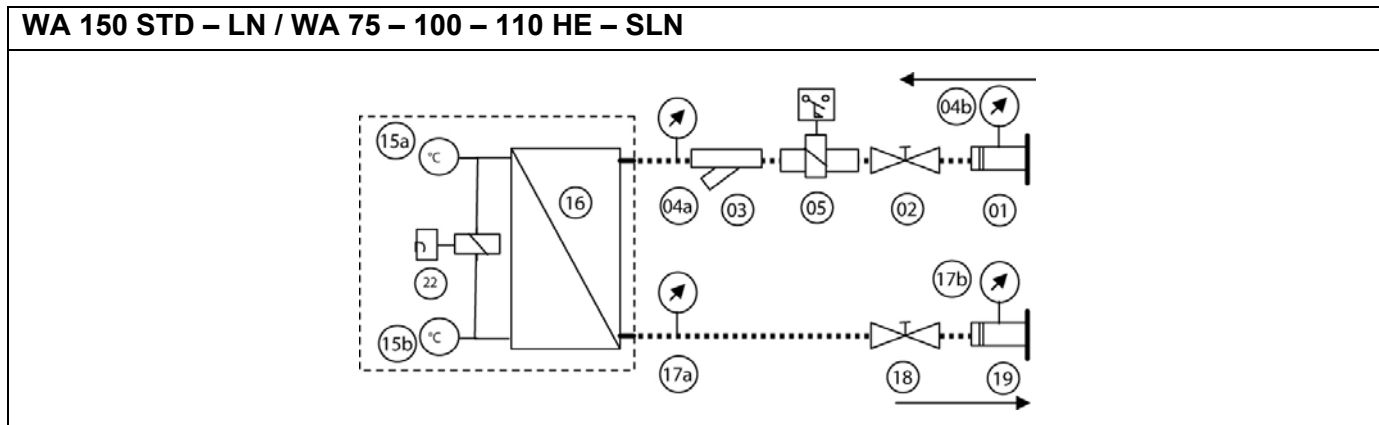 WA 150 STD – LN / WA 75 – 100 – 110 HE – SLN
04b
15a
°C
16
04a
03
05
02
01
22
17b
15b
°C
17a
18
19